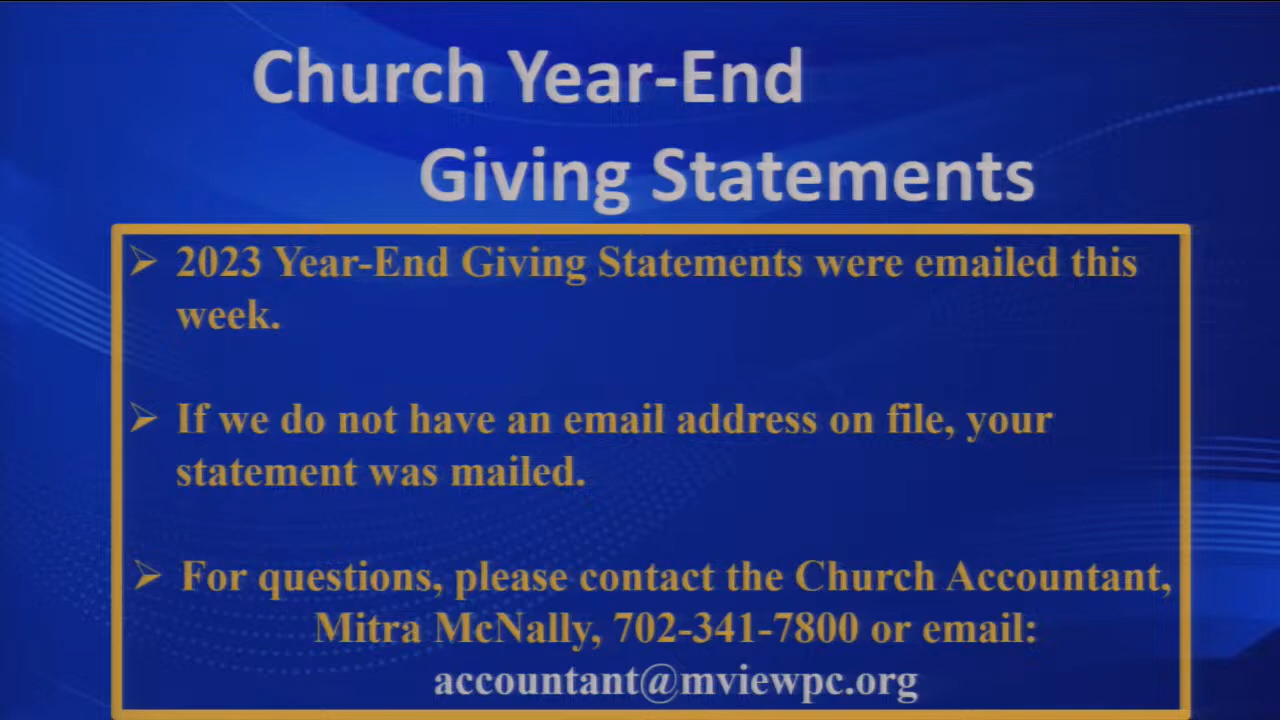 Church Year-End
Giving Statements
➢ 2023 Year-End Giving Statements were emailed this
week.
➢ If we do not have an email address on file, your
statement was mailed.
➢ For questions, please contact the Church Accountant,
Mitra McNally, 702-341-7800 or email:
accountant@mviewpc.org